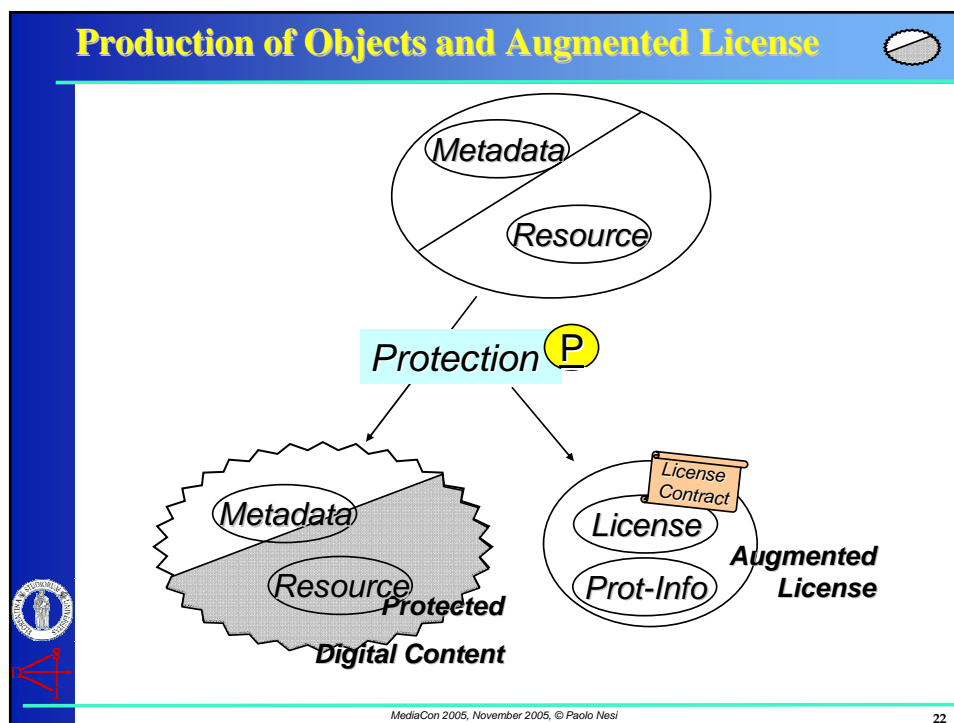 Production of Objects and Augmented License
Metadata
Resource
Protection P
License
Contract
Metadata
Resource
Protected
Digital Content
License
Prot-Info
Augmented
License
MediaCon 2005, November 2005, © Paolo Nesi
22